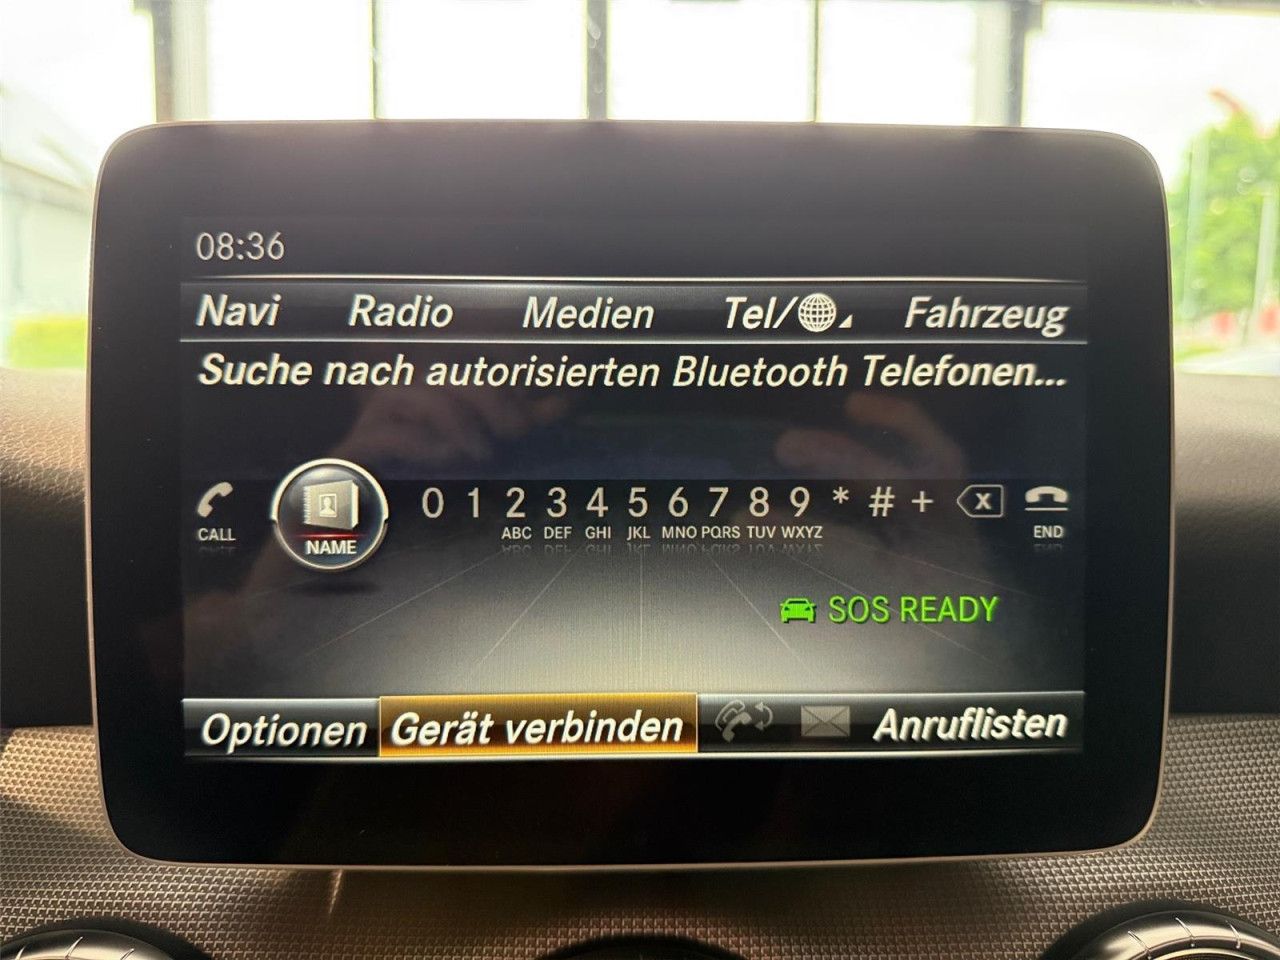 08:36
Navi Radio Medien Tel/ Fahrzeug
Suche nach autorisierten Bluetooth Telefonen...
0 1 2 3 4 5 6 7 8 9 * # + x
CALL NAME ABC DEF GHI JKL MNO PQRS TUV WXYZ END
SOS READY
Optionen Gerät verbinden Anruflisten